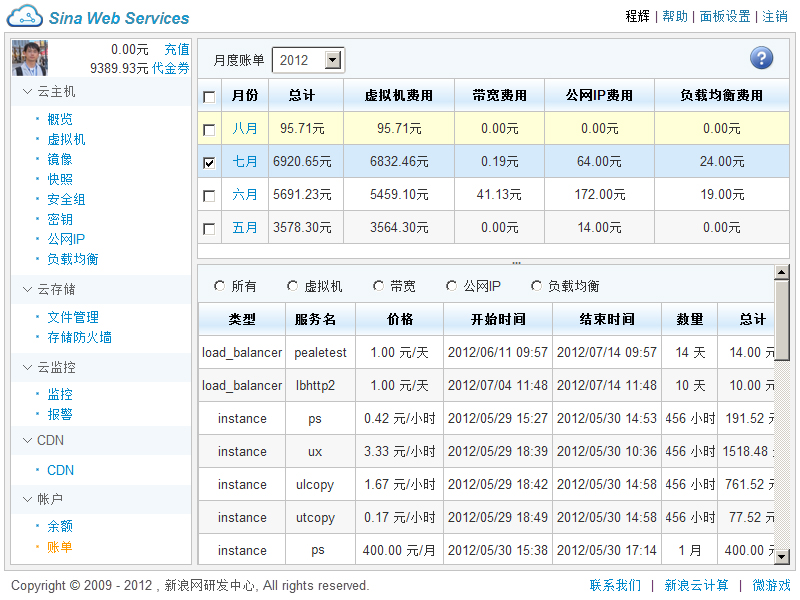 Sina Web Services
程辉 | 帮助 | 面板设置 | 注销
0.00元 充值
9389.93元 代金券
云主机
概览
虚拟机
镜像
快照
安全组
密钥
公网IP
负载均衡
云存储
文件管理
存储防火墙
云监控
监控
报警
CDN
CDN
帐户
余额
账单
月度账单 2012 ?
月份 总计 虚拟机费用 带宽费用 公网IP费用 负载均衡费用
八月 95.71元 95.71元 0.00元 0.00元 0.00元
七月 6920.65元 6832.46元 0.19元 64.00元 24.00元
六月 5691.23元 5459.10元 41.13元 172.00元 19.00元
五月 3578.30元 3564.30元 0.00元 14.00元 0.00元
所有 虚拟机 带宽 公网IP 负载均衡
类型 服务名 价格 开始时间 结束时间 数量 总计
load_balancer pealetest 1.00 元/天 2012/06/11 09:57 2012/07/14 09:57 14 天 14.00 元
load_balancer lbhttp2 1.00 元/天 2012/07/04 11:48 2012/07/14 11:48 10 天 10.00 元
instance ps 0.42 元/小时 2012/05/29 15:27 2012/05/30 14:53 456 小时 191.52 元
instance ux 3.33 元/小时 2012/05/29 18:39 2012/05/30 10:36 456 小时 1518.48
instance ulcopy 1.67 元/小时 2012/05/29 18:42 2012/05/30 14:58 456 小时 761.52 元
instance utcopy 0.17 元/小时 2012/05/29 18:49 2012/05/30 14:58 456 小时 77.52 元
instance ps 400.00 元/月 2012/05/30 15:38 2012/05/30 17:14 1 月 400.00 元
Copyright © 2009 - 2012 , 新浪网研发中心, All rights reserved.
联系我们 | 新浪云计算 | 微游戏